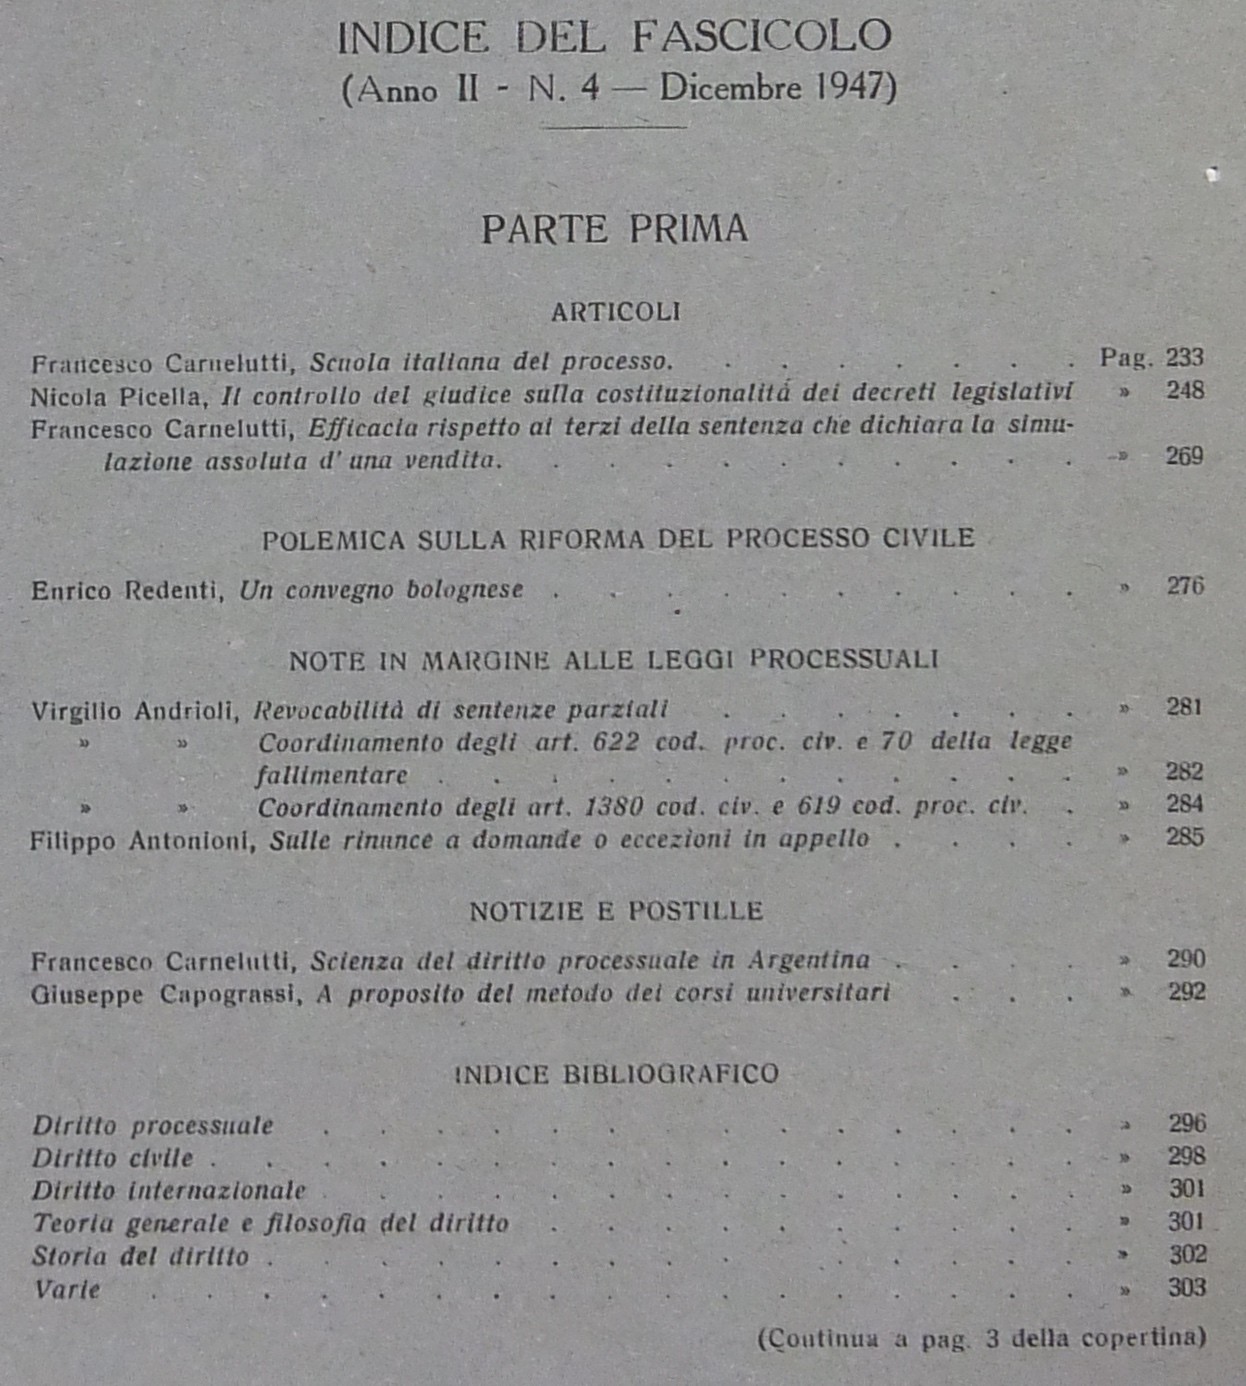 INDICE DEL FASCICOLO
(Anno II - N. 4 — Dicembre 1947)
PARTE PRIMA
ARTICOLI
Francesco Carnelutti, Scuola italiana del processo. . . . . . . . Pag. 233
Nicola Picella, Il controllo del giudice sulla costituzionalità dei decreti legislativi » 248
Francesco Carnelutti, Efficacia rispetto ai terzi della sentenza che dichiara la simu-
lazione assoluta d' una vendita. . . . . . . . . . . » 269
POLEMICA SULLA RIFORMA DEL PROCESSO CIVILE
Enrico Redenti, Un convegno bolognese . . . . . . . . . . » 276
NOTE IN MARGINE ALLE LEGGI PROCESSUALI
Virgilio Andrioli, Revocabilità di sentenze parziali . . . . . . . » 281
» » Coordinamento degli art. 622 cod. proc. civ. e 70 della legge
fallimentare . . . . . . . . . . . . » 282
» » Coordinamento degli art. 1380 cod. civ. e 619 cod. proc. civ. . » 284
Filippo Antonioni, Sulle rinunce a domande o eccezioni in appello . . . . » 285
NOTIZIE E POSTILLE
Francesco Carnelutti, Scienza del diritto processuale in Argentina . . . . » 290
Giuseppe Capograssi, A proposito del metodo dei corsi universitari . . . » 292
INDICE BIBLIOGRAFICO
Diritto processuale . . . . . . . . . . . . . . » 296
Diritto civile . . . . . . . . . . . . . . . . » 298
Diritto internazionale . . . . . . . . . . . . . . » 301
Teoria generale e filosofia del diritto . . . . . . . . . . » 301
Storia del diritto . . . . . . . . . . . . . . . » 302
Varie . . . . . . . . . . . . . . . . . » 303
(Continua a pag. 3 della copertina)